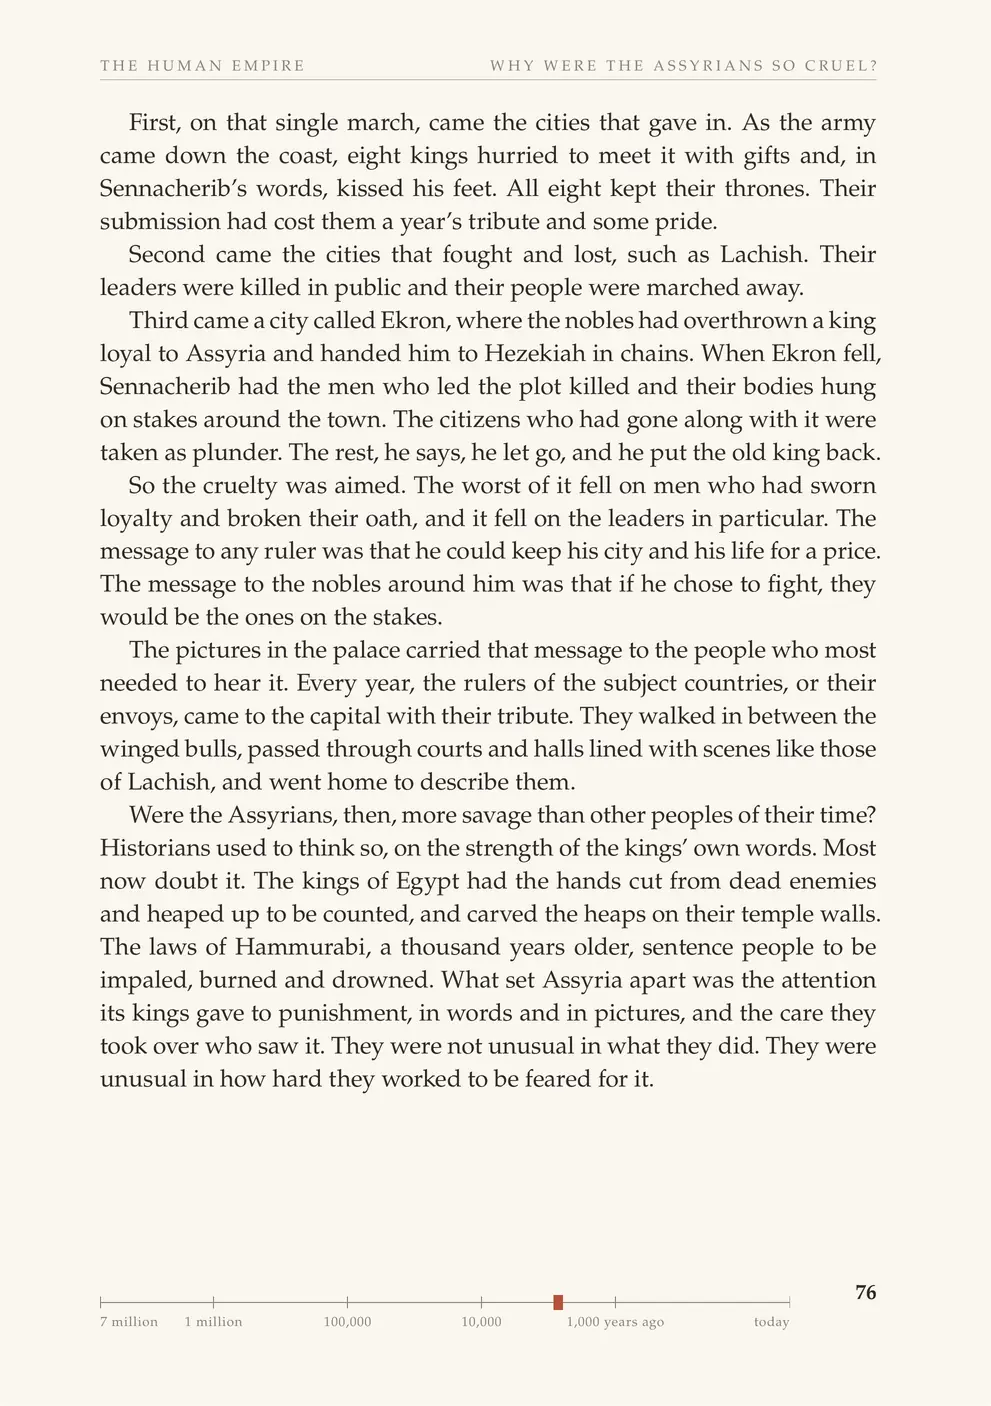 THE HUMAN EMPIRE
WHY WERE THE ASSYRIANS SO CRUEL?
First, on that single march, came the cities that gave in. As the army
came down the coast, eight kings hurried to meet it with gifts and, in
Sennacherib’s words, kissed his feet. All eight kept their thrones. Their
submission had cost them a year’s tribute and some pride.
Second came the cities that fought and lost, such as Lachish. Their
leaders were killed in public and their people were marched away.
Third came a city called Ekron, where the nobles had overthrown a king
loyal to Assyria and handed him to Hezekiah in chains. When Ekron fell,
Sennacherib had the men who led the plot killed and their bodies hung
on stakes around the town. The citizens who had gone along with it were
taken as plunder. The rest, he says, he let go, and he put the old king back.
So the cruelty was aimed. The worst of it fell on men who had sworn
loyalty and broken their oath, and it fell on the leaders in particular. The
message to any ruler was that he could keep his city and his life for a price.
The message to the nobles around him was that if he chose to fight, they
would be the ones on the stakes.
The pictures in the palace carried that message to the people who most
needed to hear it. Every year, the rulers of the subject countries, or their
envoys, came to the capital with their tribute. They walked in between the
winged bulls, passed through courts and halls lined with scenes like those
of Lachish, and went home to describe them.
Were the Assyrians, then, more savage than other peoples of their time?
Historians used to think so, on the strength of the kings’ own words. Most
now doubt it. The kings of Egypt had the hands cut from dead enemies
and heaped up to be counted, and carved the heaps on their temple walls.
The laws of Hammurabi, a thousand years older, sentence people to be
impaled, burned and drowned. What set Assyria apart was the attention
its kings gave to punishment, in words and in pictures, and the care they
took over who saw it. They were not unusual in what they did. They were
unusual in how hard they worked to be feared for it.
76
7 million 1 million 100,000 10,000 1,000 years ago today